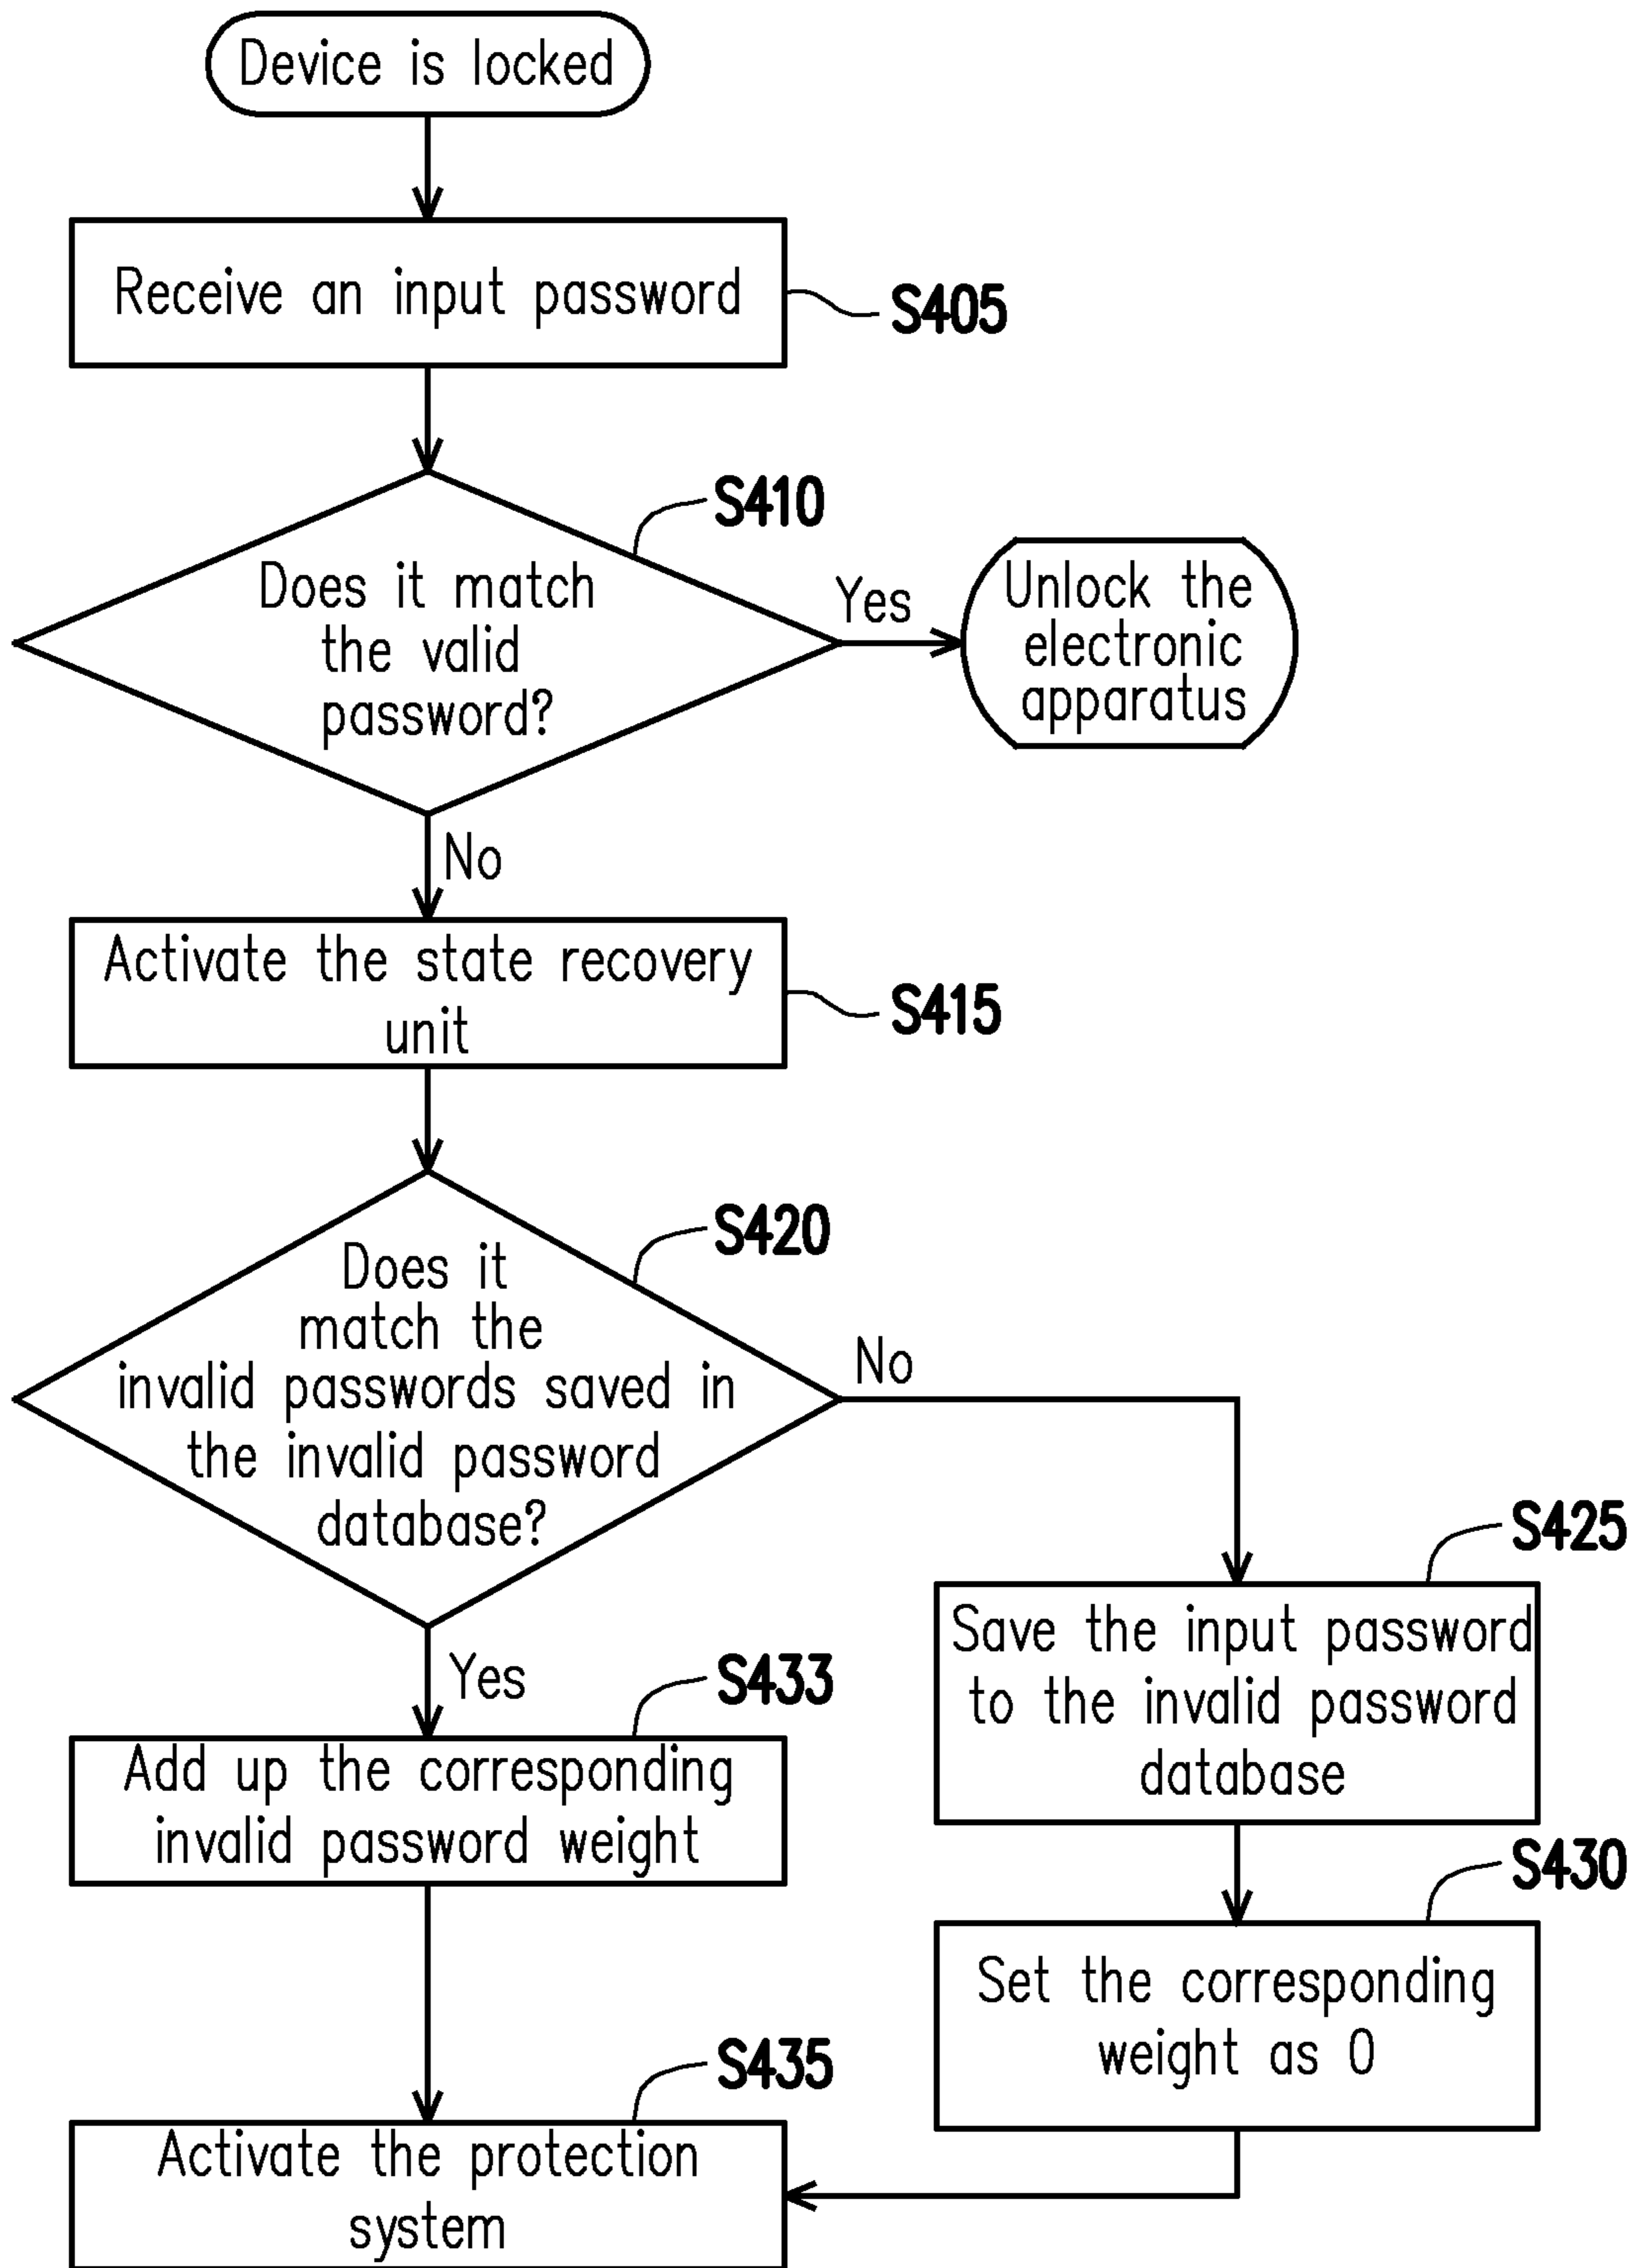 Device is locked
Receive an input password
S405
S410
Does it match
the valid
password?
Yes
Unlock the
electronic
apparatus
No
Activate the state recovery
unit
S415
S420
Does it
match the
invalid passwords saved in
the invalid password
database?
No
Yes
S425
Save the input password
to the invalid password
database
S433
Add up the corresponding
invalid password weight
S430
Set the corresponding
weight as 0
S435
Activate the protection
system